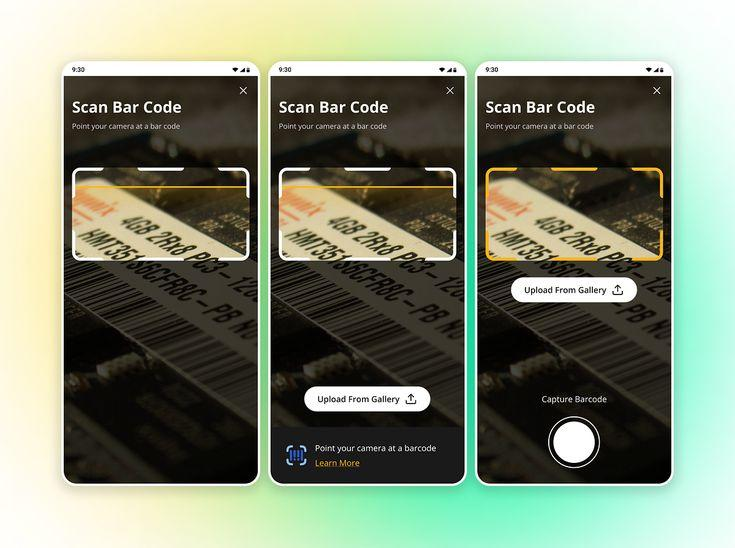 9:30
Scan Bar Code
Point your camera at a bar code
4GB 2Rx8 PC3
HMT351S6CFR8C-PB
9:30
Scan Bar Code
Point your camera at a bar code
4GB 2Rx8 PC3
HMT351S6CFR8C-PB
Upload From Gallery
Point your camera at a barcode
Learn More
9:30
Scan Bar Code
Point your camera at a bar code
4GB 2Rx8 PC3
HMT351S6CFR8C-PB
Upload From Gallery
Capture Barcode